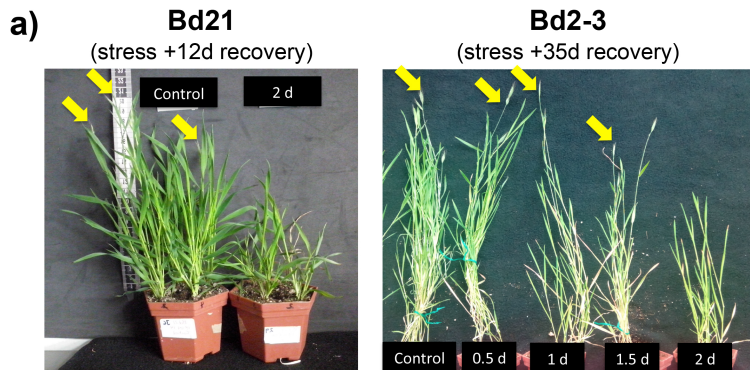 a)
Bd21
(stress +12d recovery)
Control
2 d
Bd2-3
(stress +35d recovery)
Control
0.5 d
1 d
1.5 d
2 d